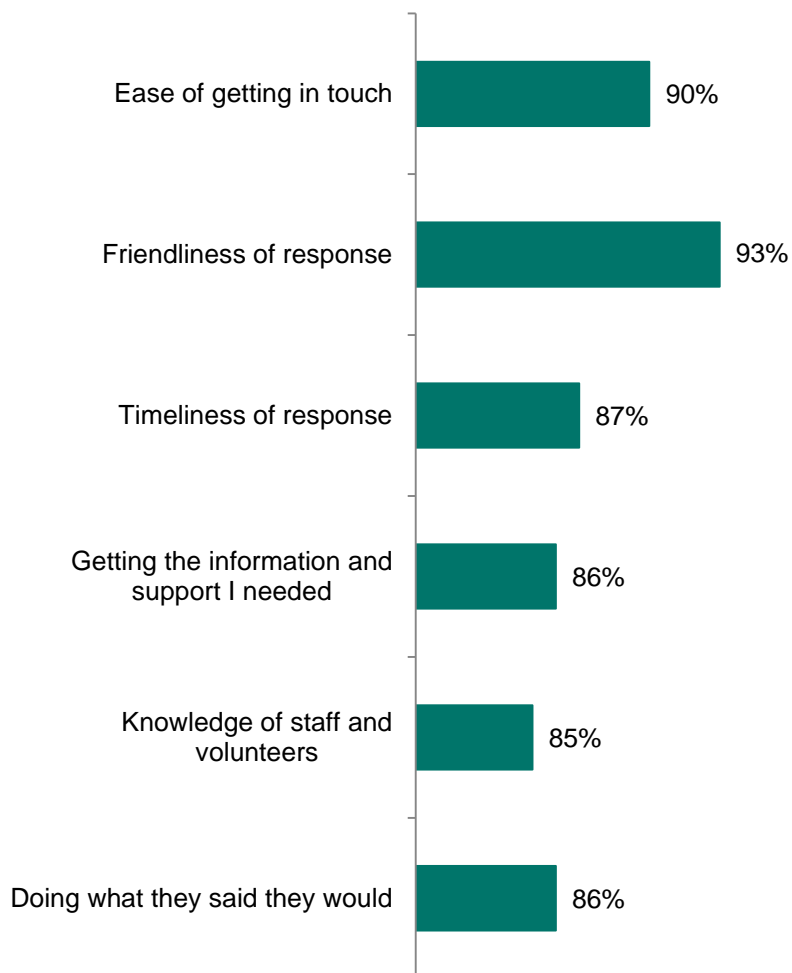 Ease of getting in touch
90%
Friendliness of response
93%
Timeliness of response
87%
Getting the information and
support I needed
86%
Knowledge of staff and
volunteers
85%
Doing what they said they would
86%